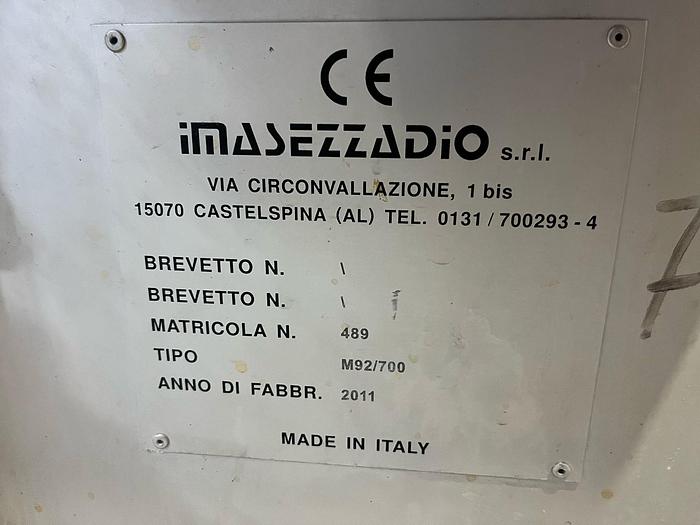 CE
iMASEZZADiO s.r.l.
VIA CIRCONVALLAZIONE, 1 bis
15070 CASTELSPINA (AL) TEL. 0131/700293-4
BREVETTO N. \
BREVETTO N. \
MATRICOLA N. 489
TIPO M92/700
ANNO DI FABBR. 2011
MADE IN ITALY
7